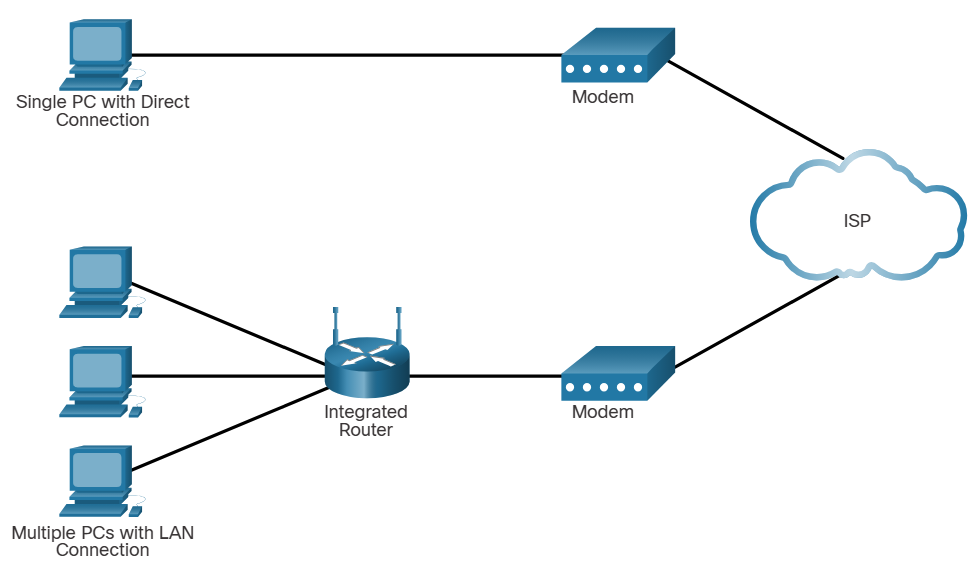 Single PC with Direct
Connection
Modem
ISP
Integrated
Router
Modem
Multiple PCs with LAN
Connection